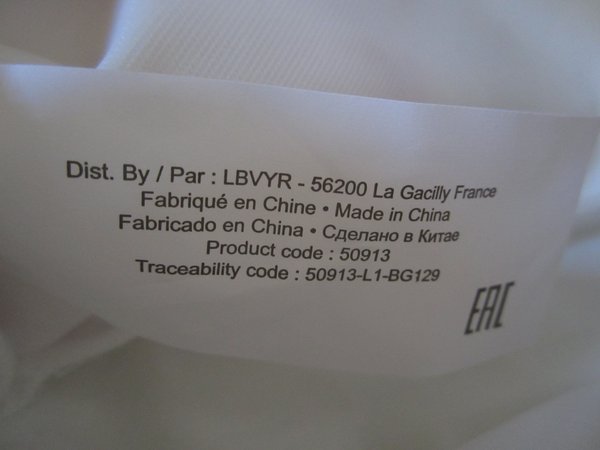 Dist. By / Par : LBVYR - 56200 La Gacilly France
Fabriqué en Chine • Made in China
Fabricado en China • Сделано в Китае
Product code : 50913
Traceability code : 50913-L1-BG129
EAC